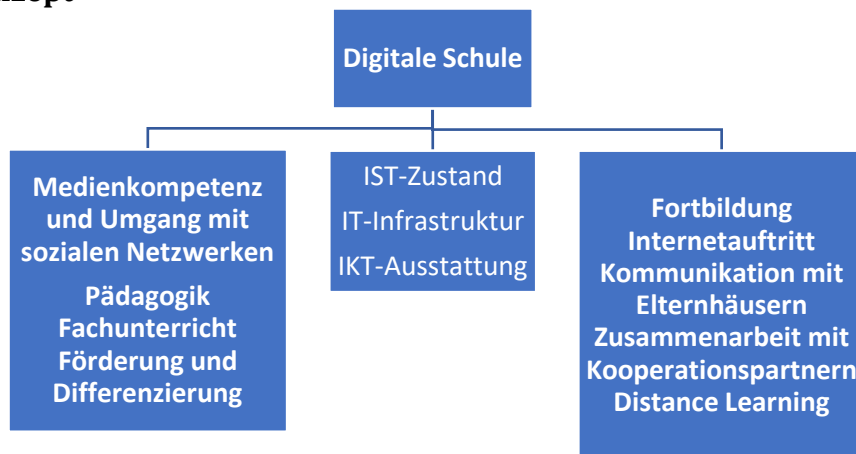 Digitale Schule
Medienkompetenz
und Umgang mit
sozialen Netzwerken
Pädagogik
Fachunterricht
Förderung und
Differenzierung
IST-Zustand
IT-Infrastruktur
IKT-Ausstattung
Fortbildung
Internetauftritt
Kommunikation mit
Elternhäusern
Zusammenarbeit mit
Kooperationspartnern
Distance Learning